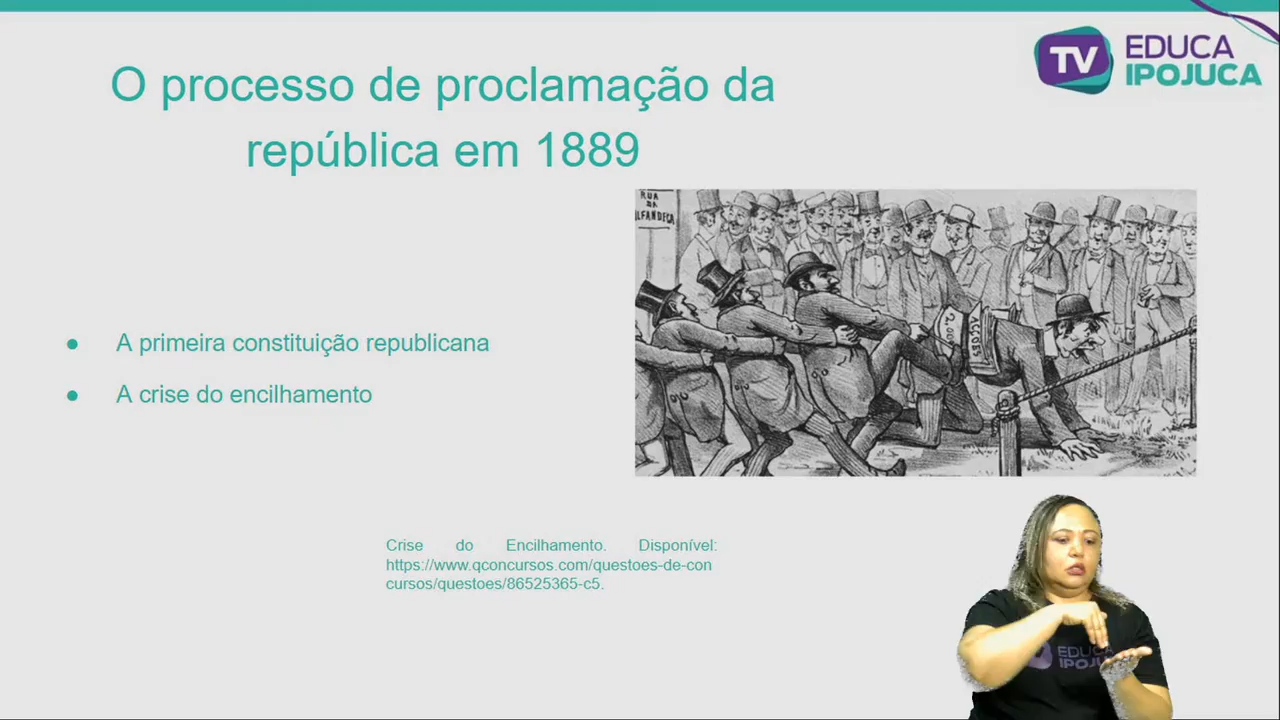 TV EDUCA
IPOJUCA
O processo de proclamação da
república em 1889
RUA
DA
ALFANDEGA
ACÇÕES
● A primeira constituição republicana
● A crise do encilhamento
Crise do Encilhamento. Disponível:
https://www.qconcursos.com/questoes-de-con
cursos/questoes/86525365-c5.
EDUCA
IPOJUCA